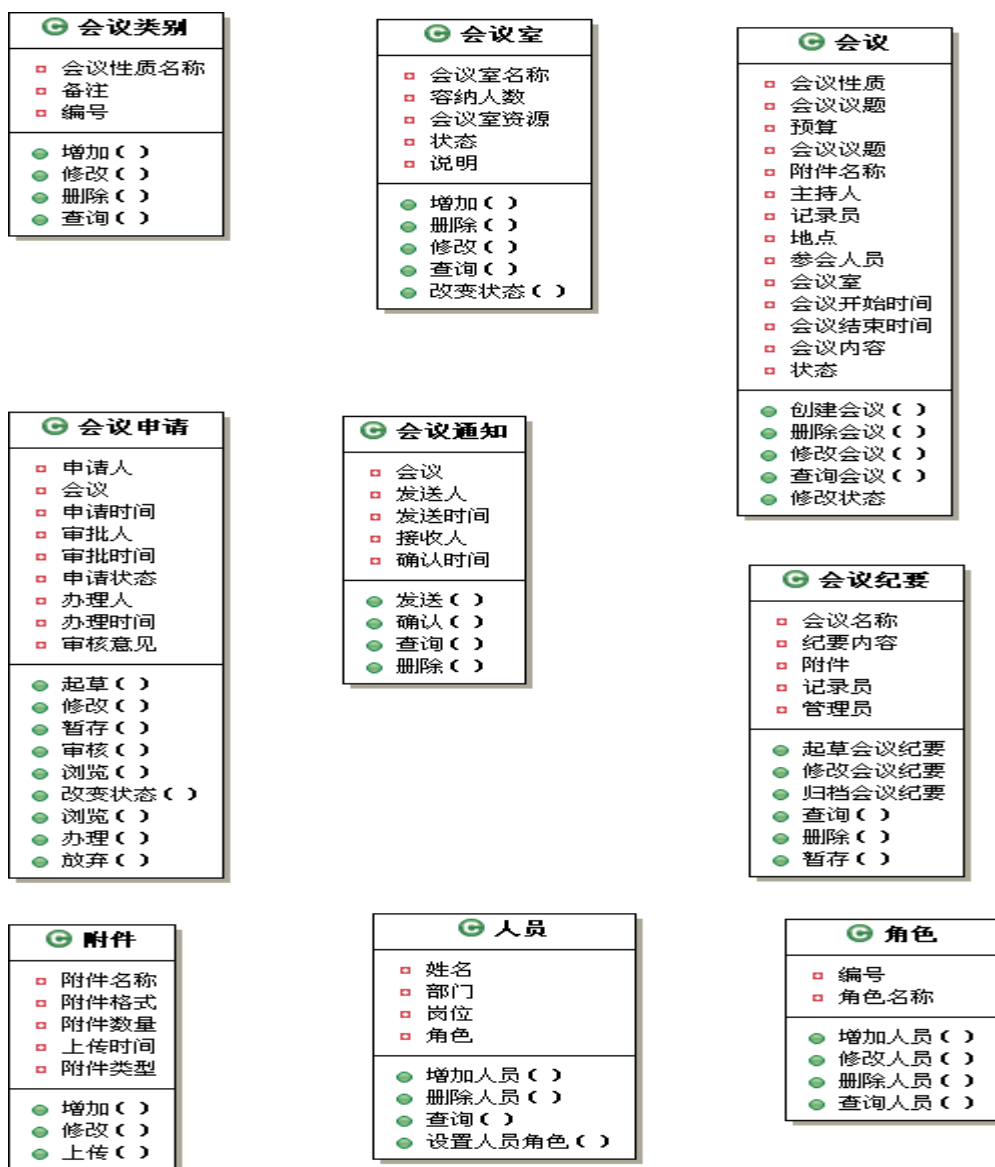 会议类别
会议性质名称
备注
编号
增加( )
修改( )
删除( )
查询( )
会议室
会议室名称
容纳人数
会议室资源
状态
说明
增加( )
删除( )
修改( )
查询( )
改变状态( )
会议
会议性质
会议议题
预算
会议议题
附件名称
主持人
记录员
地点
参会人员
会议室
会议开始时间
会议结束时间
会议内容
状态
创建会议( )
删除会议( )
修改会议( )
查询会议( )
修改状态
会议申请
申请人
会议
申请时间
审批人
审批时间
申请状态
办理人
办理时间
审核意见
起草( )
修改( )
暂存( )
审核( )
浏览( )
改变状态( )
浏览( )
办理( )
放弃( )
会议通知
会议
发送人
发送时间
接收人
确认时间
发送( )
确认( )
查询( )
删除( )
会议纪要
会议名称
纪要内容
附件
记录员
管理员
起草会议纪要
修改会议纪要
归档会议纪要
查询( )
删除( )
暂存( )
附件
附件名称
附件格式
附件数量
上传时间
附件类型
增加( )
修改( )
上传( )
人员
姓名
部门
岗位
角色
增加人员( )
删除人员( )
查询( )
设置人员角色( )
角色
编号
角色名称
增加人员( )
修改人员( )
删除人员( )
查询人员( )